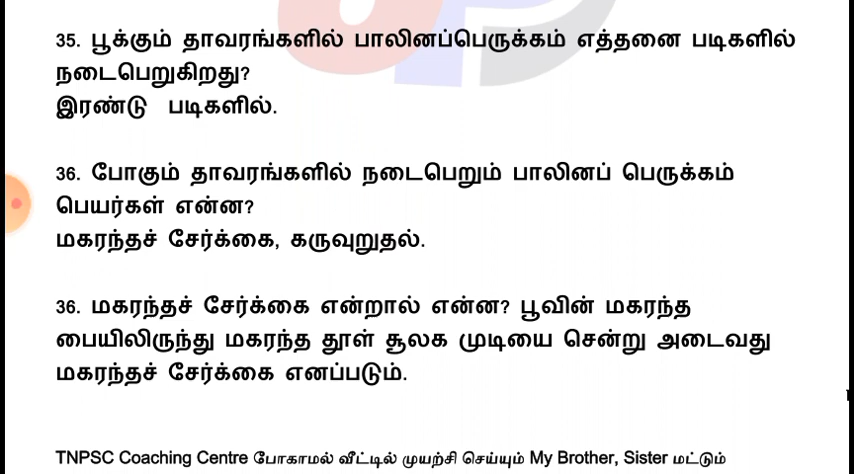 35. பூக்கும் தாவரங்களில் பாலினப்பெருக்கம் எத்தனை படிகளில்
நடைபெறுகிறது?
இரண்டு படிகளில்.
36. போகும் தாவரங்களில் நடைபெறும் பாலினப் பெருக்கம்
பெயர்கள் என்ன?
மகரந்தச் சேர்க்கை, கருவுறுதல்.
36. மகரந்தச் சேர்க்கை என்றால் என்ன? பூவின் மகரந்த
பையிலிருந்து மகரந்த தூள் சூலக முடியை சென்று அடைவது
மகரந்தச் சேர்க்கை எனப்படும்.
TNPSC Coaching Centre போகாமல் வீட்டில் முயற்சி செய்யும் My Brother, Sister மட்டும்